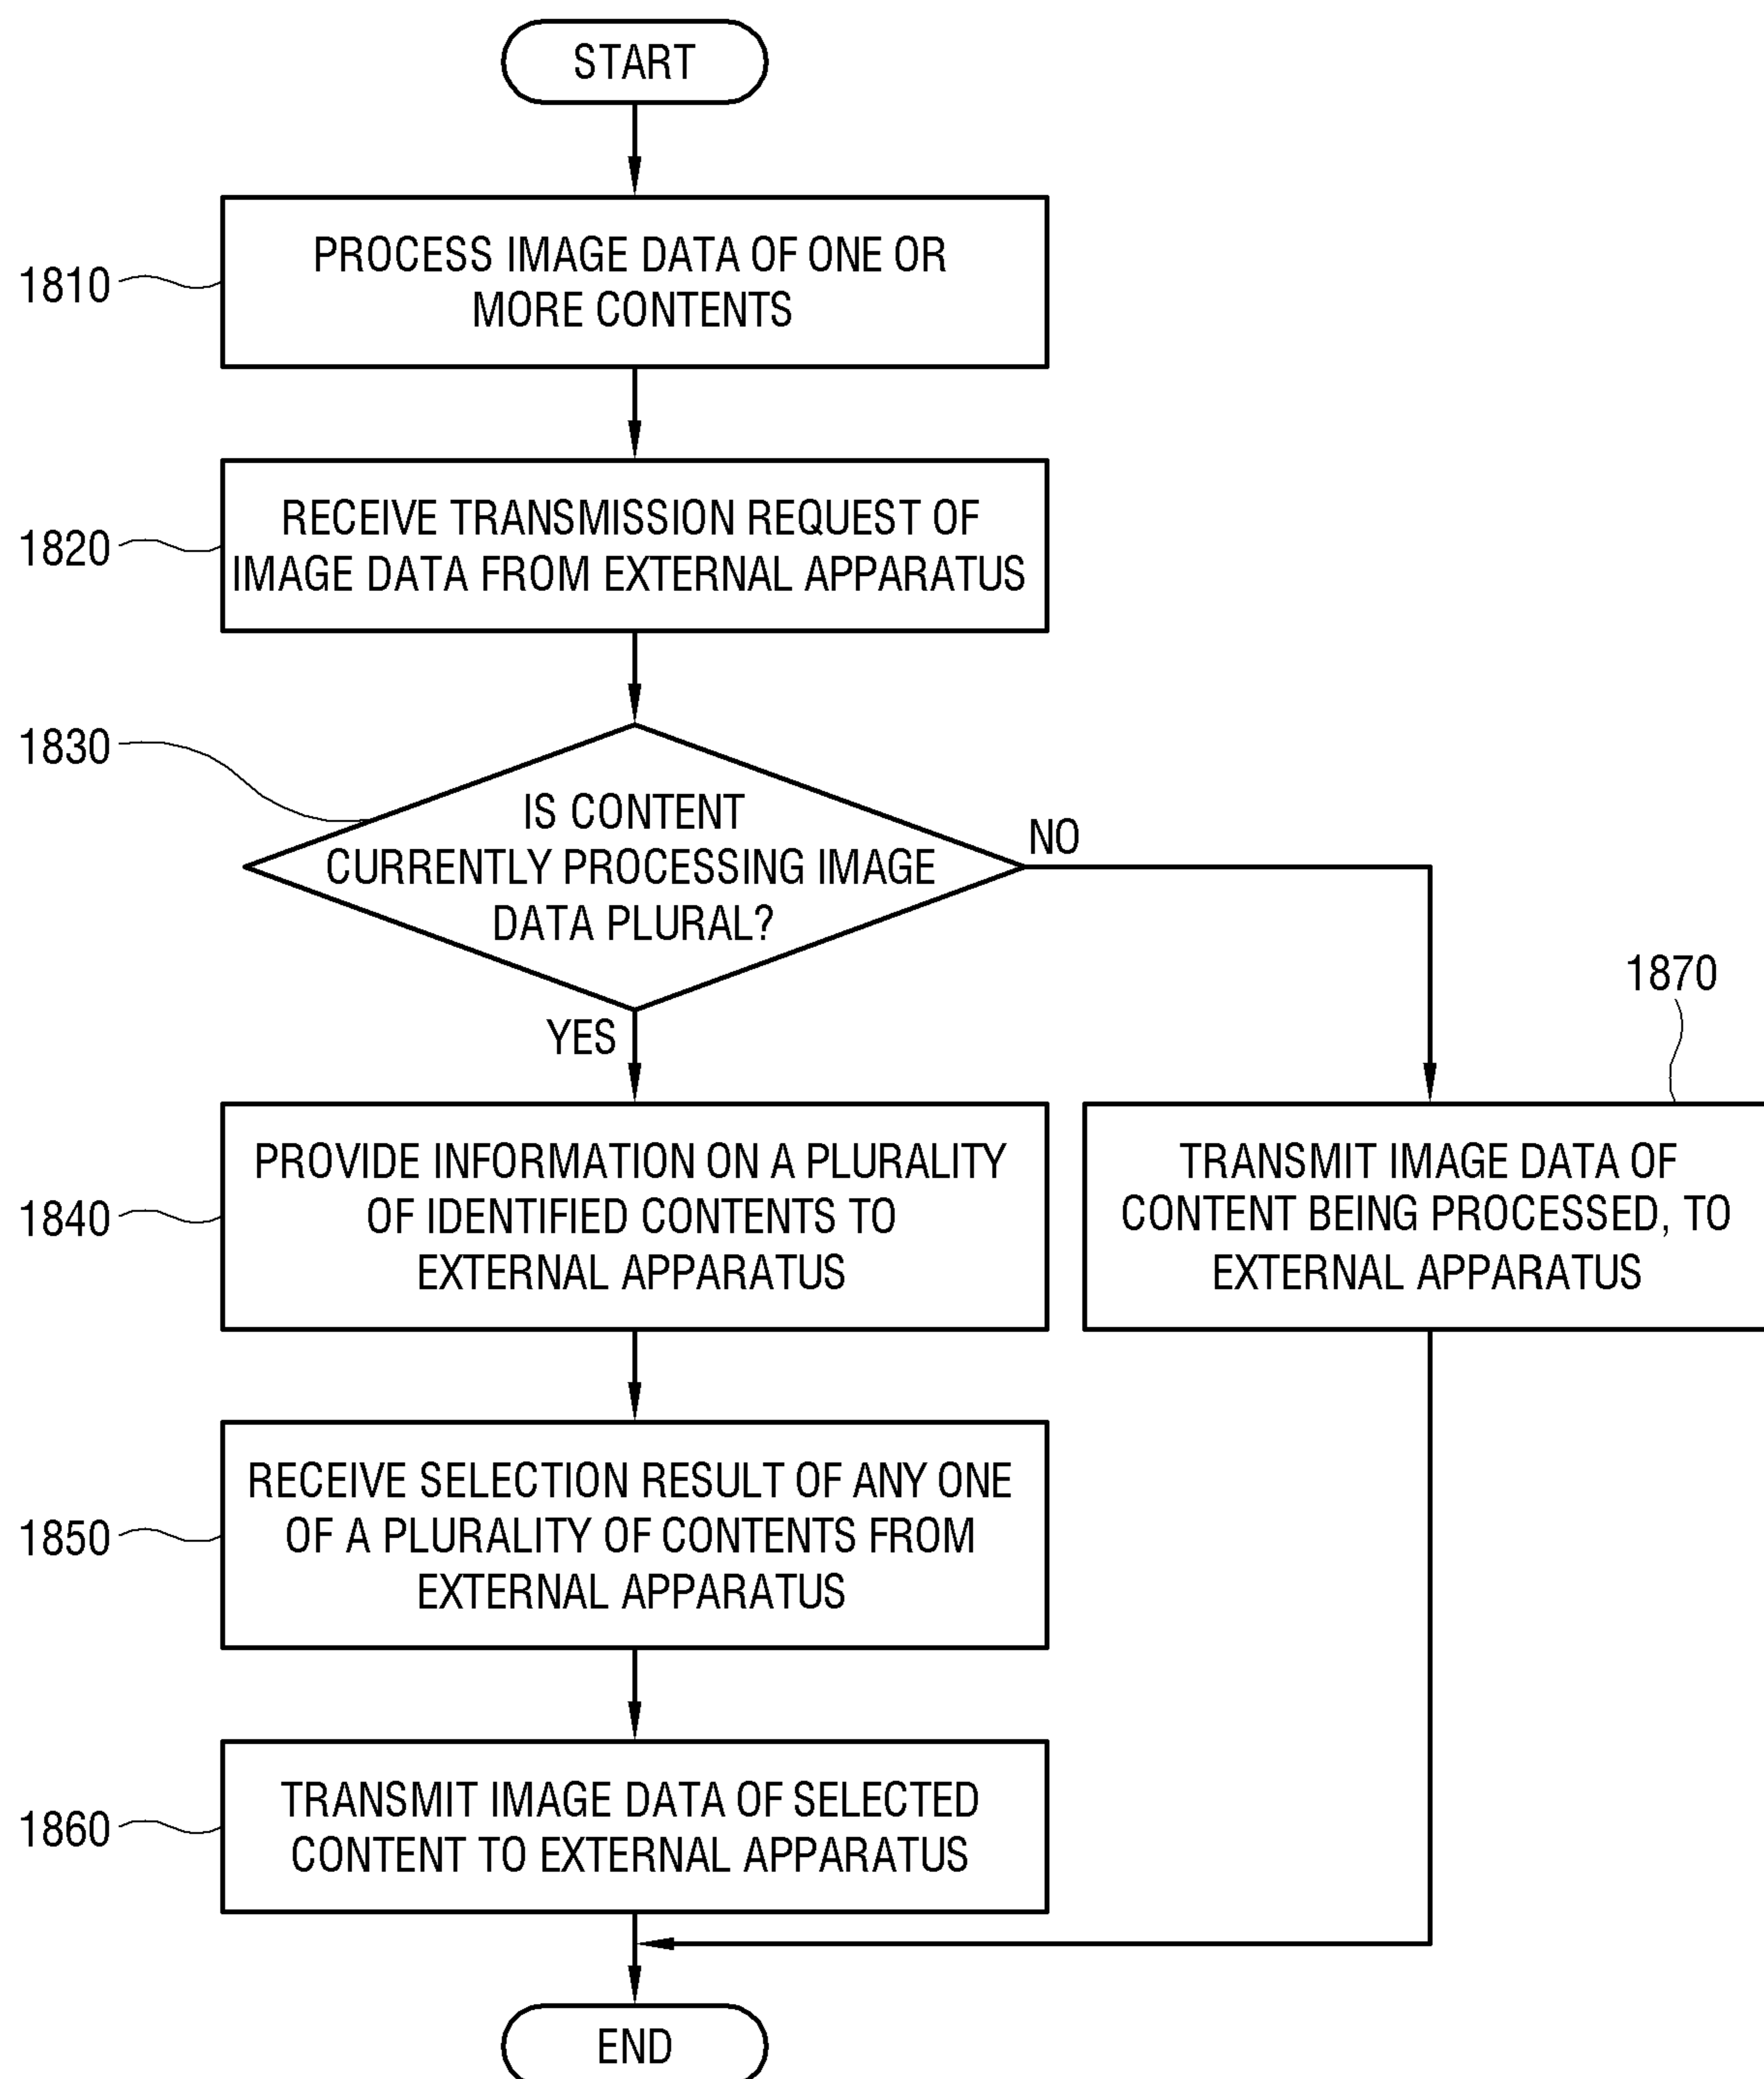 START
1810
PROCESS IMAGE DATA OF ONE OR
MORE CONTENTS
1820
RECEIVE TRANSMISSION REQUEST OF
IMAGE DATA FROM EXTERNAL APPARATUS
1830
IS CONTENT
CURRENTLY PROCESSING IMAGE
DATA PLURAL?
NO
YES
1840
PROVIDE INFORMATION ON A PLURALITY
OF IDENTIFIED CONTENTS TO
EXTERNAL APPARATUS
1870
TRANSMIT IMAGE DATA OF
CONTENT BEING PROCESSED, TO
EXTERNAL APPARATUS
1850
RECEIVE SELECTION RESULT OF ANY ONE
OF A PLURALITY OF CONTENTS FROM
EXTERNAL APPARATUS
1860
TRANSMIT IMAGE DATA OF SELECTED
CONTENT TO EXTERNAL APPARATUS
END